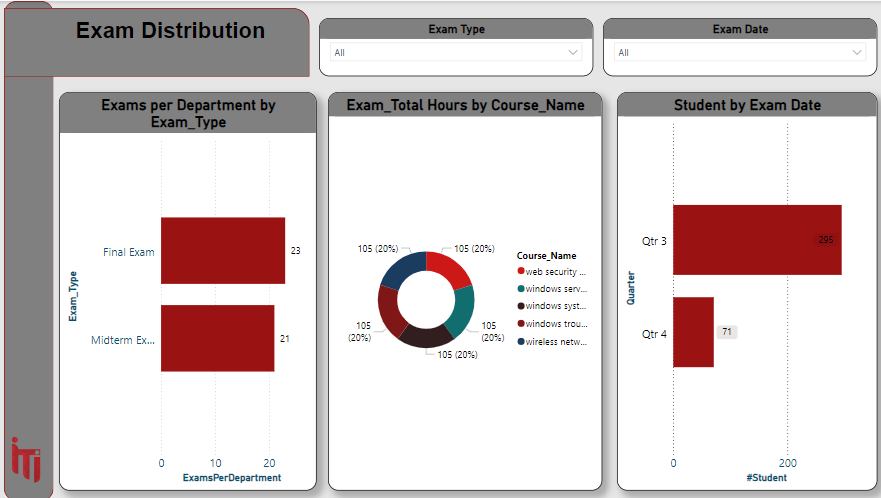 Exam Distribution
Exam Type
All
Exam Date
All
Exams per Department by
Exam_Type
Exam_Type
Final Exam
23
Midterm Ex...
21
0 10 20
ExamsPerDepartment
Exam_Total Hours by Course_Name
105 (20%)
105 (20%)
105
(20%)
105
(20%)
105 (20%)
Course_Name
web security ...
windows serv...
windows syst...
windows trou...
wireless netw...
Student by Exam Date
Quarter
Qtr 3
295
Qtr 4
71
0 200
#Student
iTi